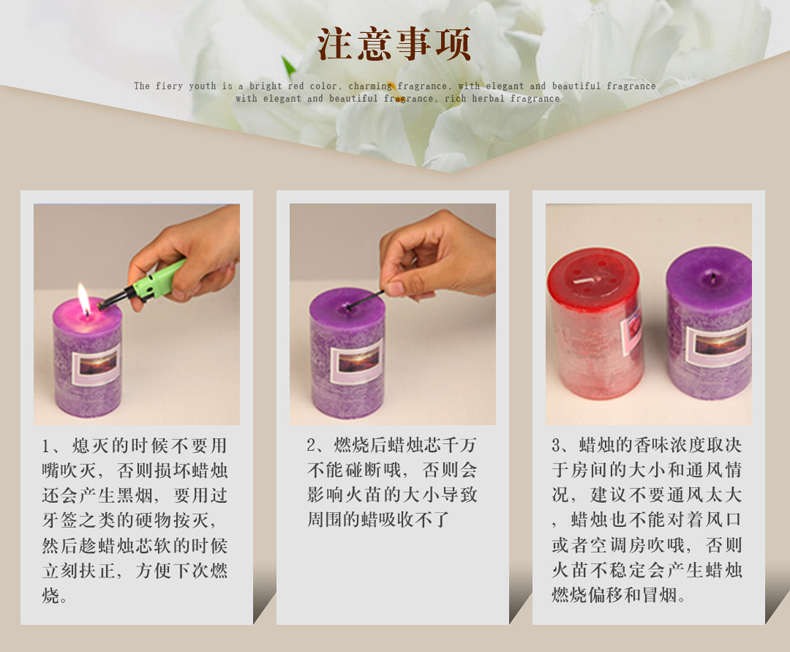 注意事项
The fiery youth is a bright red color, charming fragrance, with elegant and beautiful fragrance
with elegant and beautiful fragrance, rich herbal fragrance
1、熄灭的时候不要用
嘴吹灭，否则损坏蜡烛
还会产生黑烟，要用过
牙签之类的硬物按灭，
然后趁蜡烛芯软的时候
立刻扶正，方便下次燃
烧。
2、燃烧后蜡烛芯千万
不能碰断哦，否则会
影响火苗的大小导致
周围的蜡吸收不了
3、蜡烛的香味浓度取决
于房间的大小和通风情
况，建议不要通风太大
，蜡烛也不能对着风口
或者空调房吹哦，否则
火苗不稳定会产生蜡烛
燃烧偏移和冒烟。